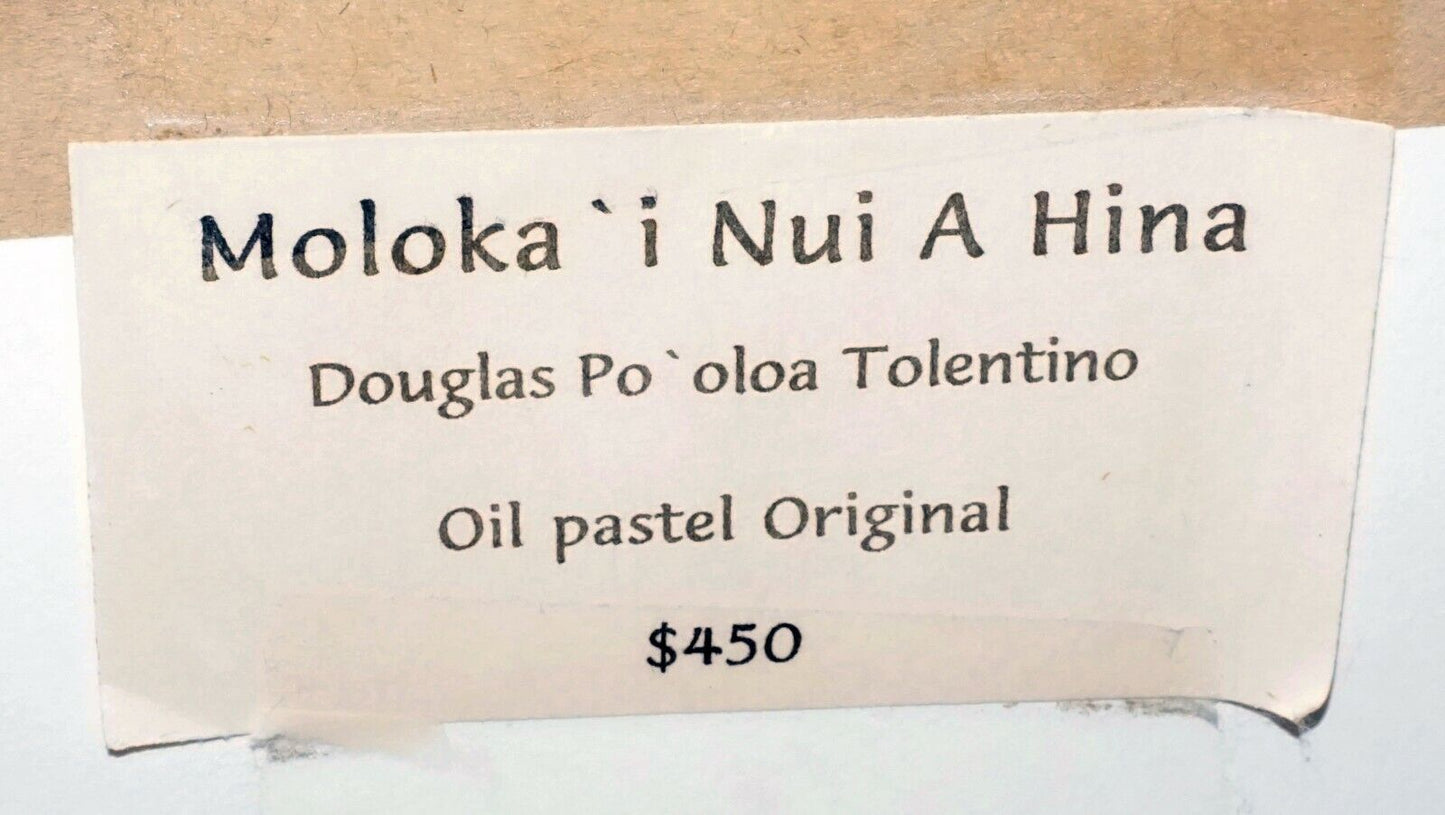 Moloka`i Nui A Hina
Douglas Po`oloa Tolentino
Oil pastel Original
$450